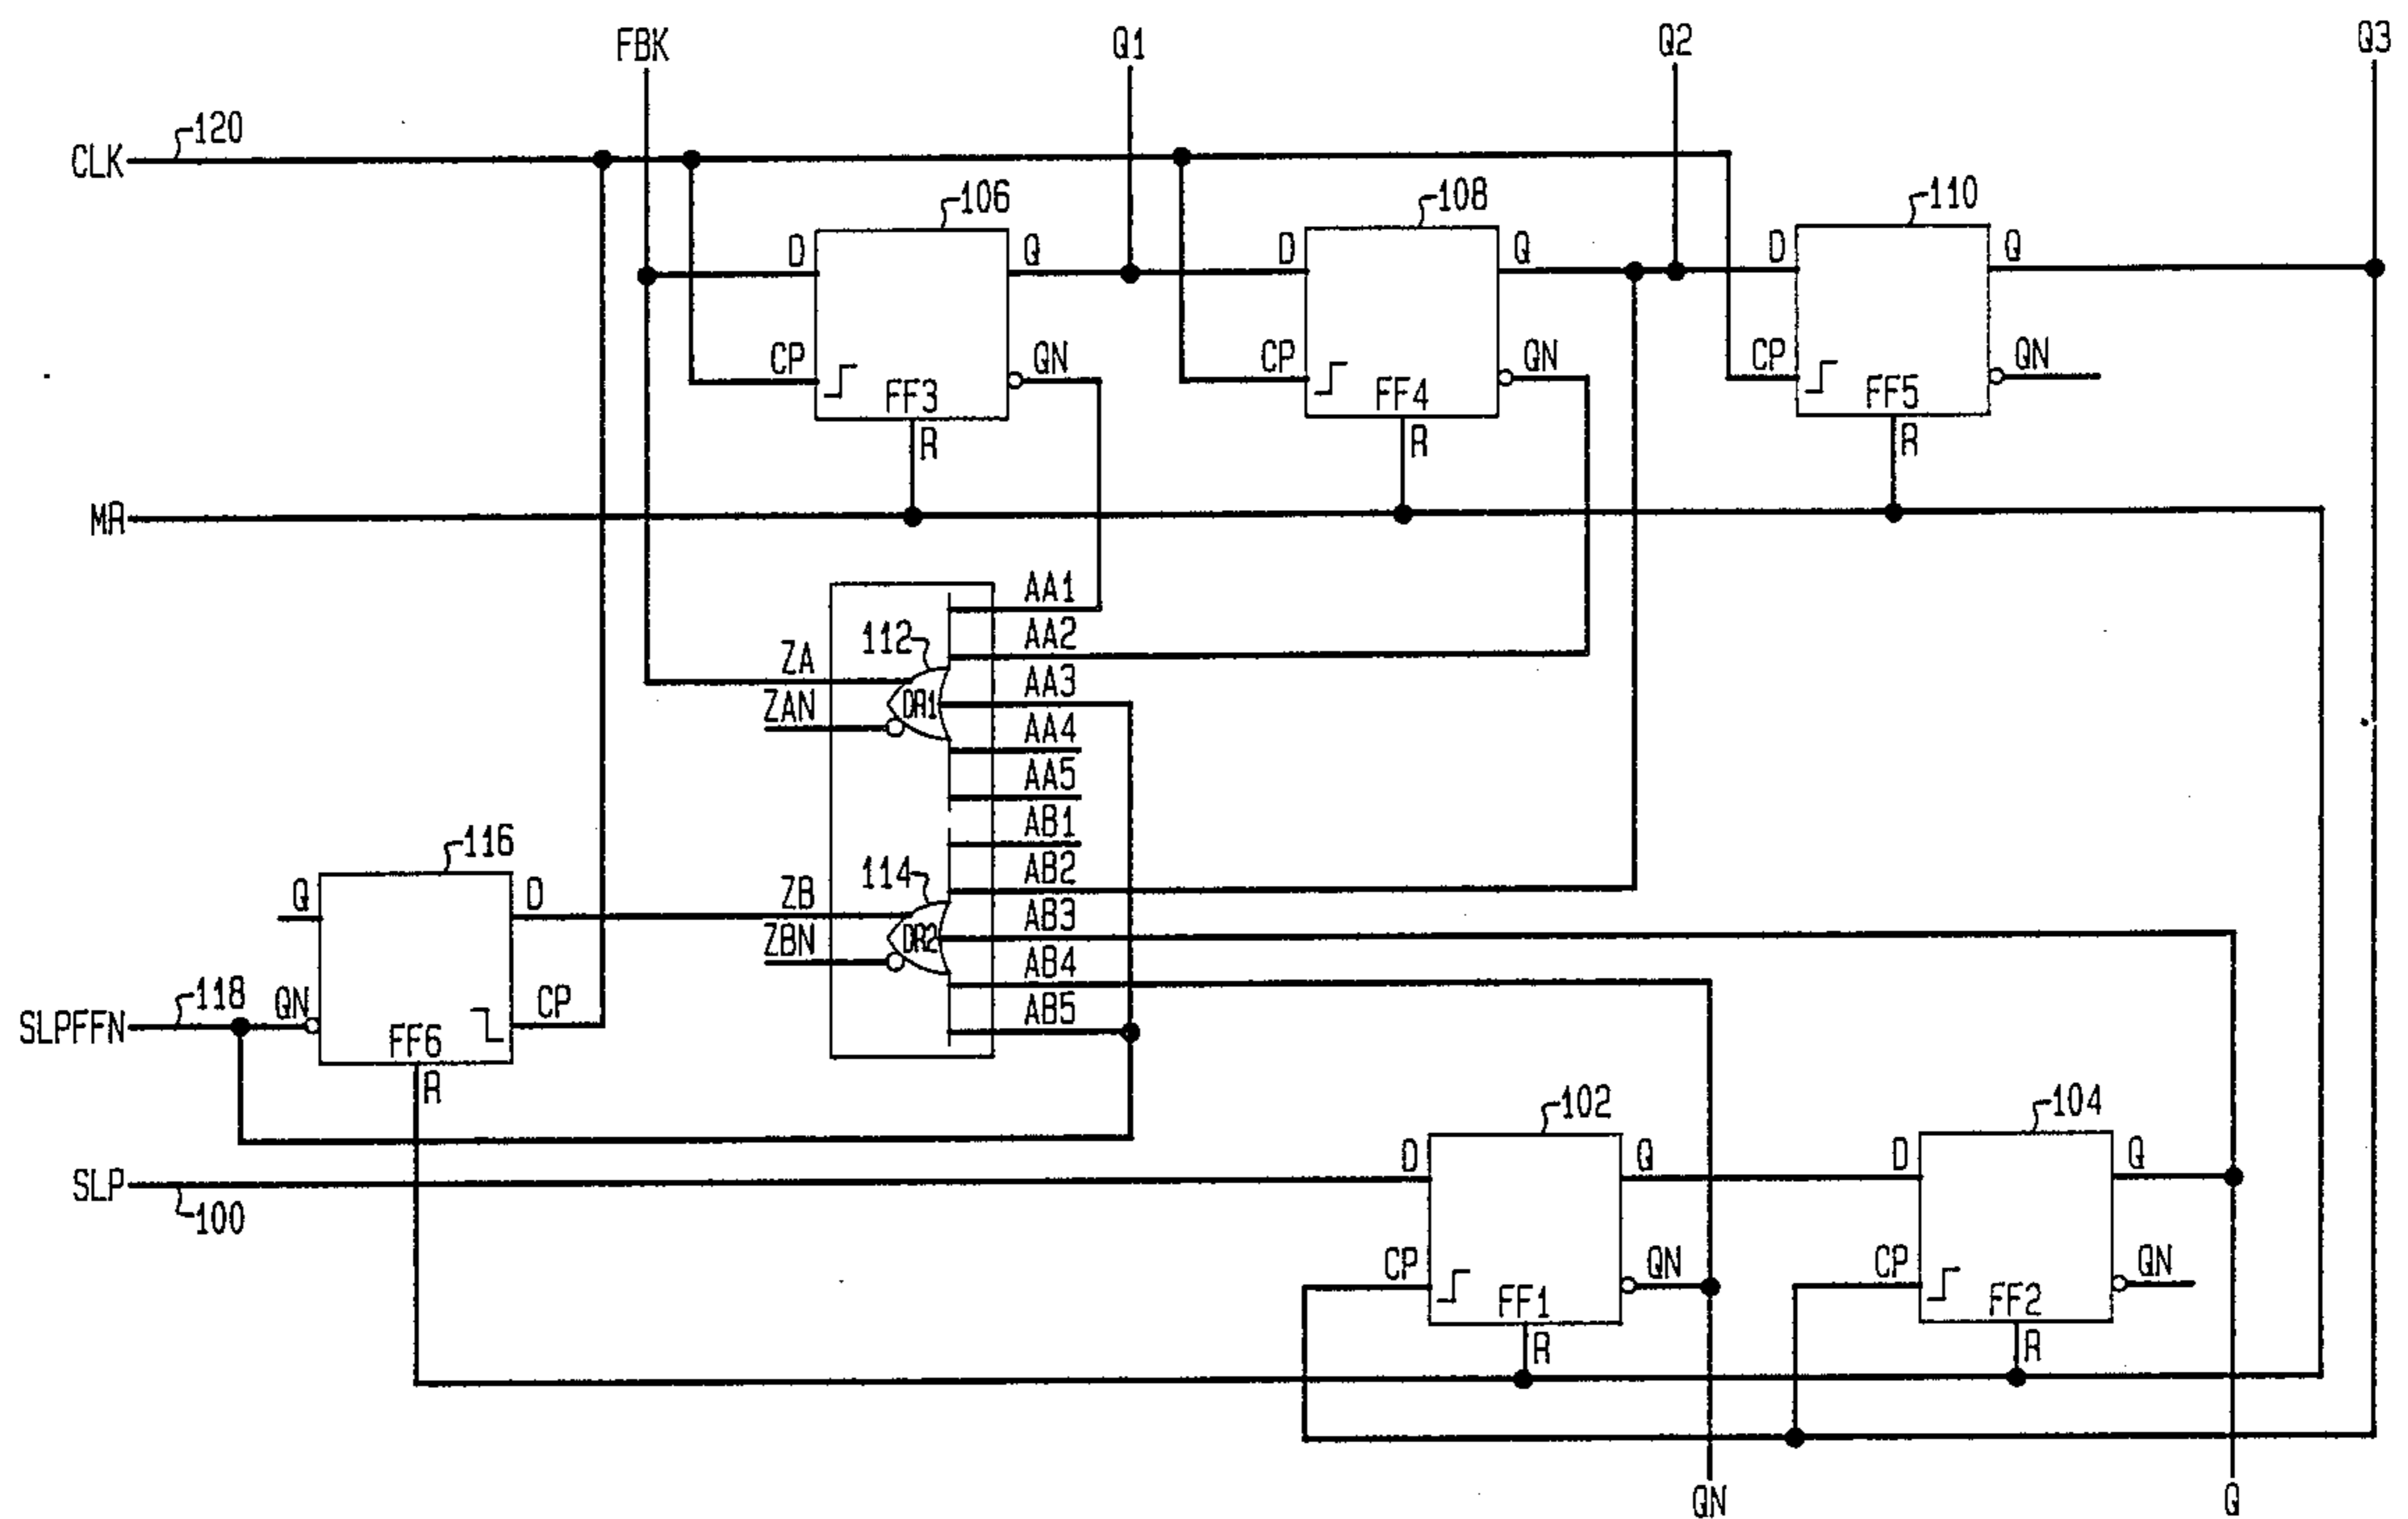 FBK Q1 Q2 Q3
CLK 120
106 108 110
D Q D Q D Q
CP QN CP QN CP QN
FF3 FF4 FF5
R R R
MR
AA1
112 AA2
ZA AA3
ZAN OR1
AA4
AA5
AB1
116 114 AB2
Q D ZB AB3
ZBN OR2
AB4
118 QN CP AB5
SLPFFN
FF6
R
102 104
SLP D Q D Q
100
CP QN CP QN
FF1 FF2
R R
QN Q